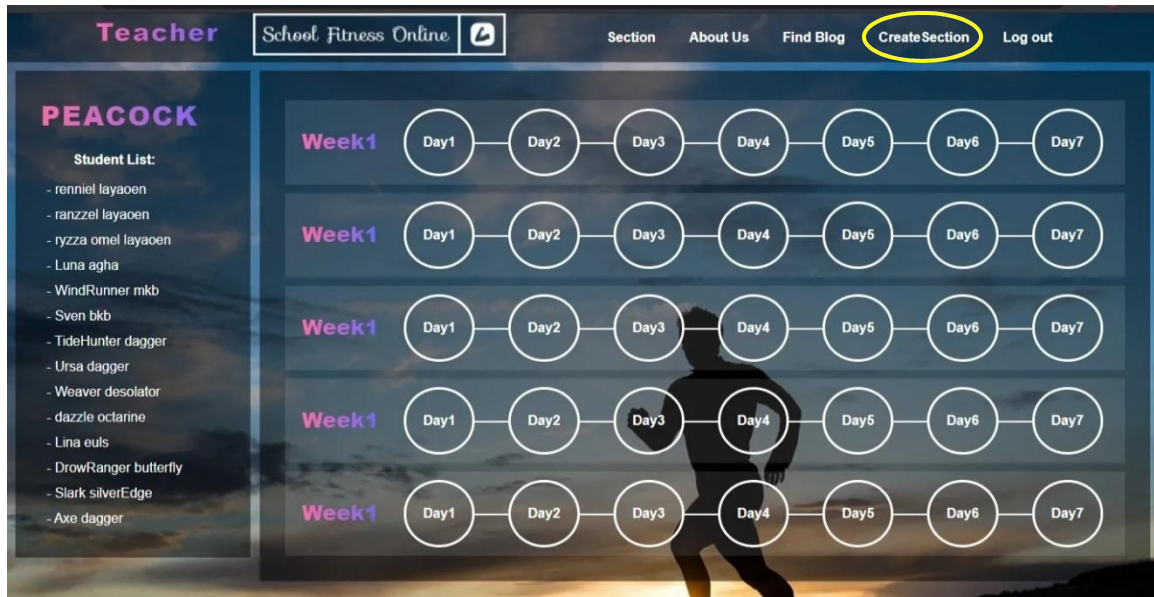 Teacher School Fitness Online Section About Us Find Blog CreateSection Log out
PEACOCK
Student List:
- renniel layaoen
- ranzzel layaoen
- ryzza omel layaoen
- Luna agha
- WindRunner mkb
- Sven bkb
- TideHunter dagger
- Ursa dagger
- Weaver desolator
- dazzle octarine
- Lina euls
- DrowRanger butterfly
- Slark silverEdge
- Axe dagger
Week1 Day1 Day2 Day3 Day4 Day5 Day6 Day7
Week1 Day1 Day2 Day3 Day4 Day5 Day6 Day7
Week1 Day1 Day2 Day3 Day4 Day5 Day6 Day7
Week1 Day1 Day2 Day3 Day4 Day5 Day6 Day7
Week1 Day1 Day2 Day3 Day4 Day5 Day6 Day7